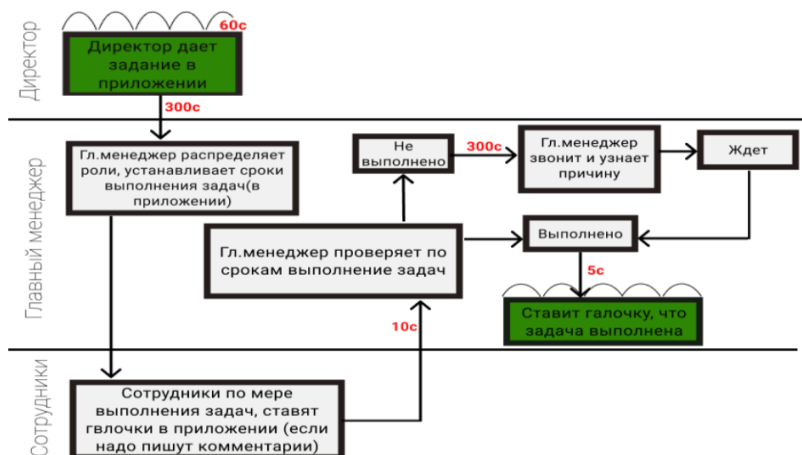 Директор
60с
Директор дает
задание в
приложении
300с
Главный менеджер
Гл.менеджер распределяет
роли, устанавливает сроки
выполнения задач(в
приложении)
Не
выполнено
300с
Гл.менеджер
звонит и узнает
причину
Ждет
Гл.менеджер проверяет по
срокам выполнение задач
Выполнено
5с
Ставит галочку, что
задача выполнена
10с
Сотрудники
Сотрудники по мере
выполнения задач, ставят
гвлочки в приложении (если
надо пишут комментарии)